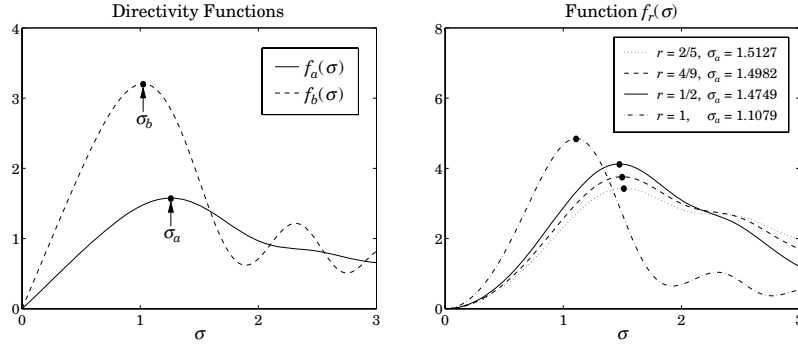 Directivity Functions
4
3
2
1
0
0 1 2 3
σ
f_a(σ)
f_b(σ)
σ_b
σ_a
Function f_r(σ)
8
6
4
2
0
0 1 2 3
σ
r = 2/5, σ_a = 1.5127
r = 4/9, σ_a = 1.4982
r = 1/2, σ_a = 1.4749
r = 1, σ_a = 1.1079